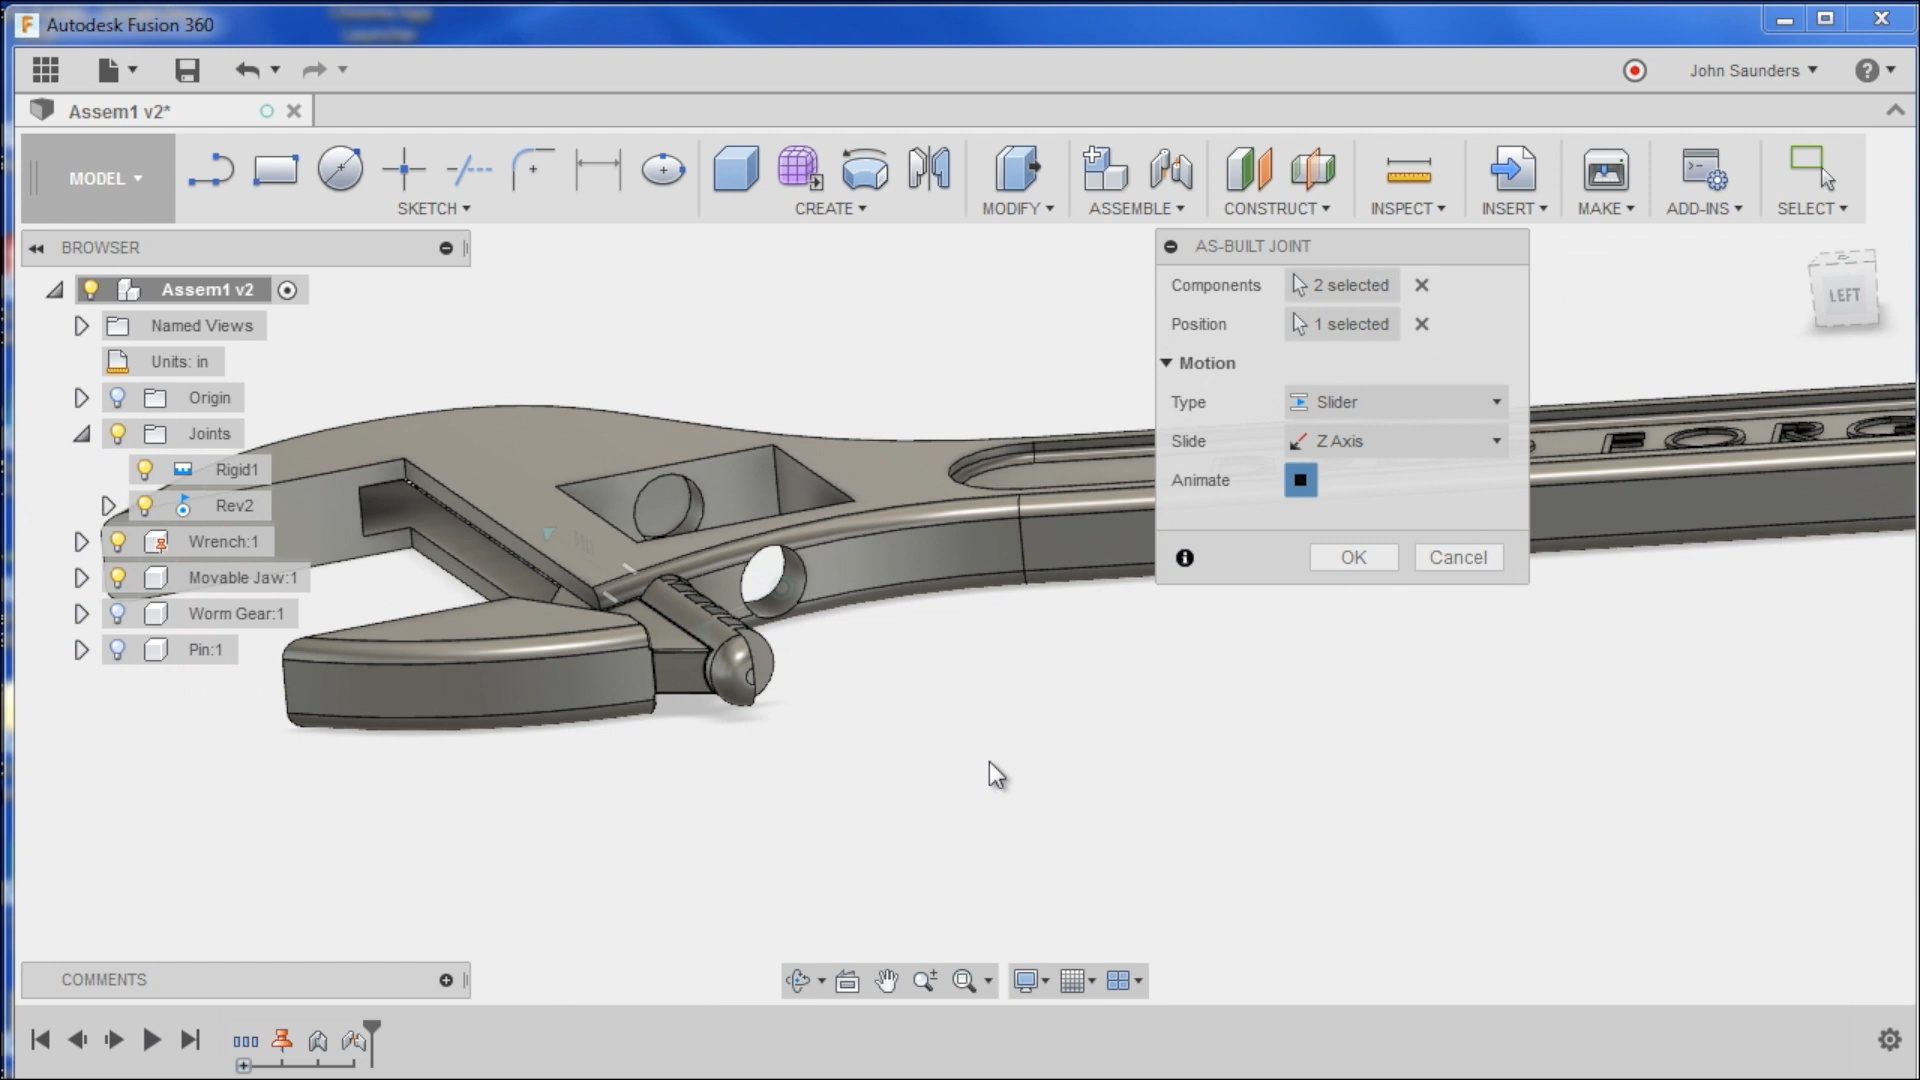 Autodesk Fusion 360
John Saunders
Assem1 v2*
MODEL
SKETCH
CREATE
MODIFY
ASSEMBLE
CONSTRUCT
INSPECT
INSERT
MAKE
ADD-INS
SELECT
BROWSER
Assem1 v2
Named Views
Units: in
Origin
Joints
Rigid1
Rev2
Wrench:1
Movable Jaw:1
Worm Gear:1
Pin:1
AS-BUILT JOINT
Components 2 selected
Position 1 selected
Motion
Type Slider
Slide Z Axis
Animate
OK Cancel
LEFT
COMMENTS